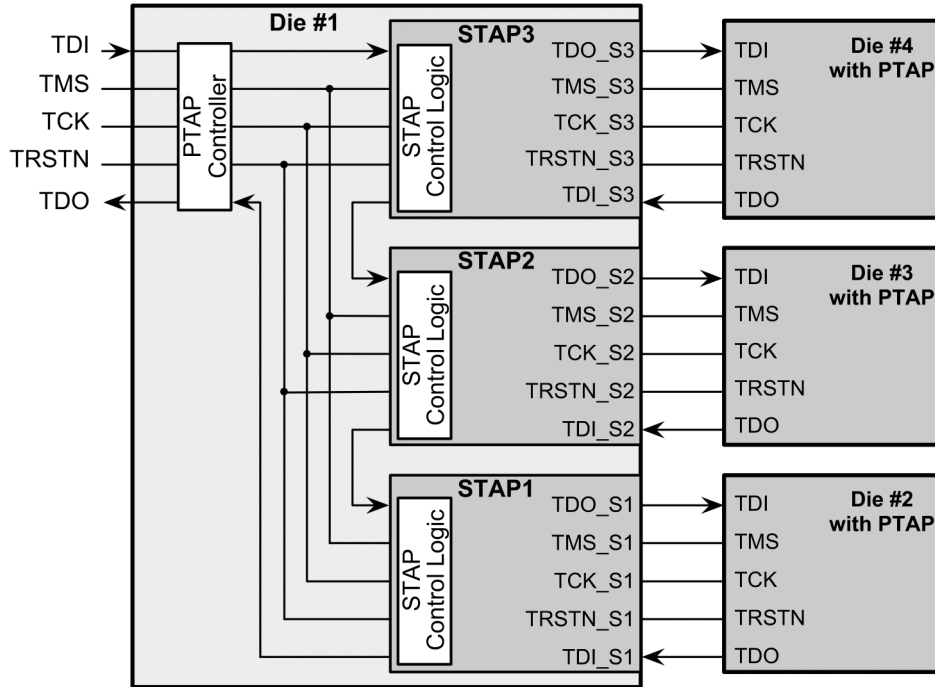 Die #1
TDI
TMS
TCK
TRSTN
TDO
PTAP
Controller
STAP3
STAP
Control Logic
TDO_S3
TMS_S3
TCK_S3
TRSTN_S3
TDI_S3
Die #4
with PTAP
TDI
TMS
TCK
TRSTN
TDO
STAP2
STAP
Control Logic
TDO_S2
TMS_S2
TCK_S2
TRSTN_S2
TDI_S2
Die #3
with PTAP
TDI
TMS
TCK
TRSTN
TDO
STAP1
STAP
Control Logic
TDO_S1
TMS_S1
TCK_S1
TRSTN_S1
TDI_S1
Die #2
with PTAP
TDI
TMS
TCK
TRSTN
TDO